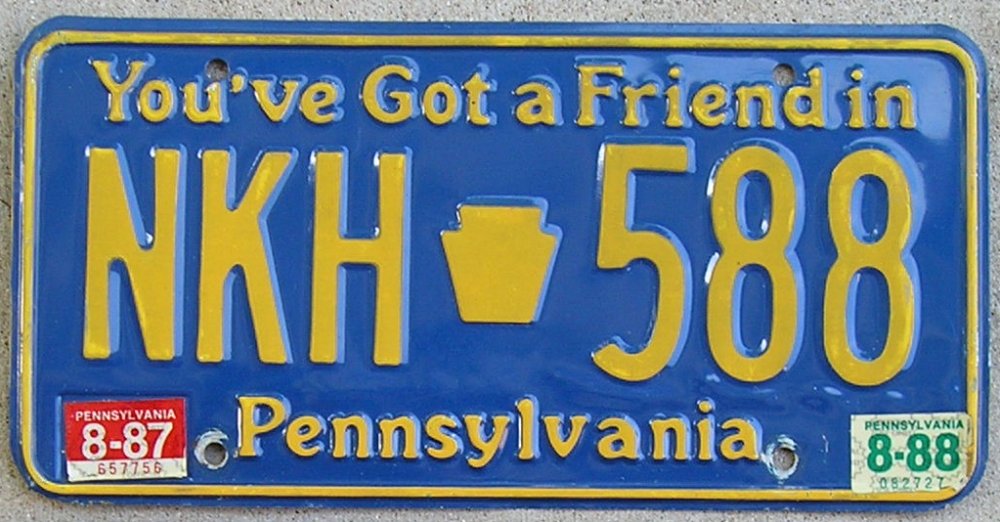 You've Got a Friend in
NKH 588
Pennsylvania
PENNSYLVANIA
8-87
657756
PENNSYLVANIA
8-88
082727